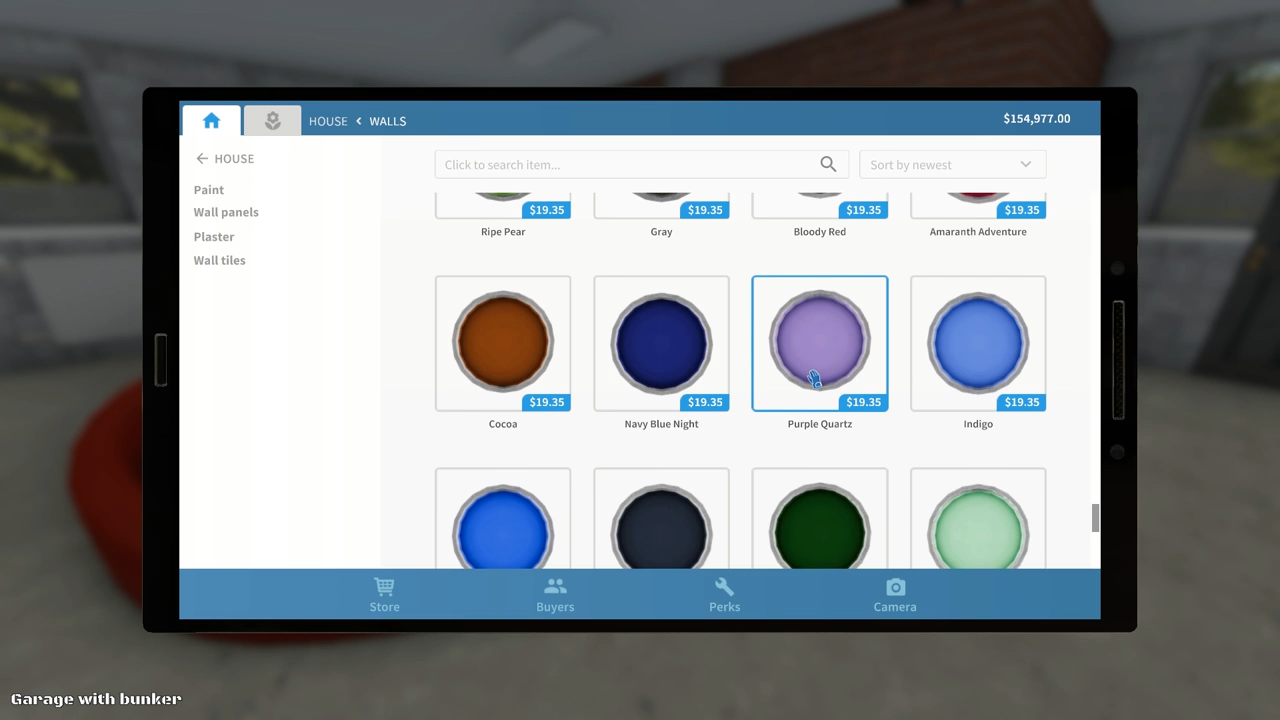 HOUSE < WALLS
$154,977.00
HOUSE
Click to search item...
Sort by newest
Paint
Wall panels
Plaster
Wall tiles
$19.35 $19.35 $19.35 $19.35
Ripe Pear Gray Bloody Red Amaranth Adventure
$19.35 $19.35 $19.35 $19.35
Cocoa Navy Blue Night Purple Quartz Indigo
Store Buyers Perks Camera
Garage with bunker